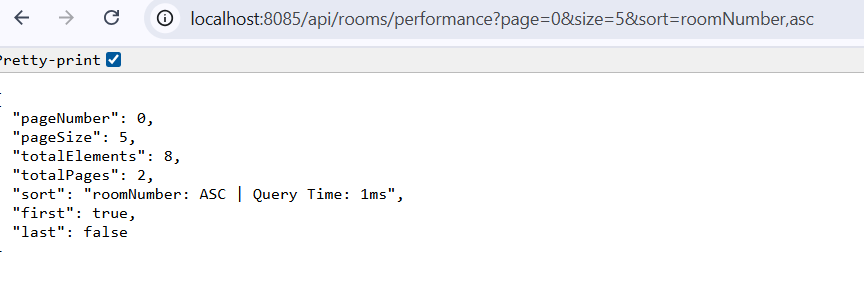 localhost:8085/api/rooms/performance?page=0&size=5&sort=roomNumber,asc
Pretty-print
{
"pageNumber": 0,
"pageSize": 5,
"totalElements": 8,
"totalPages": 2,
"sort": "roomNumber: ASC | Query Time: 1ms",
"first": true,
"last": false
}